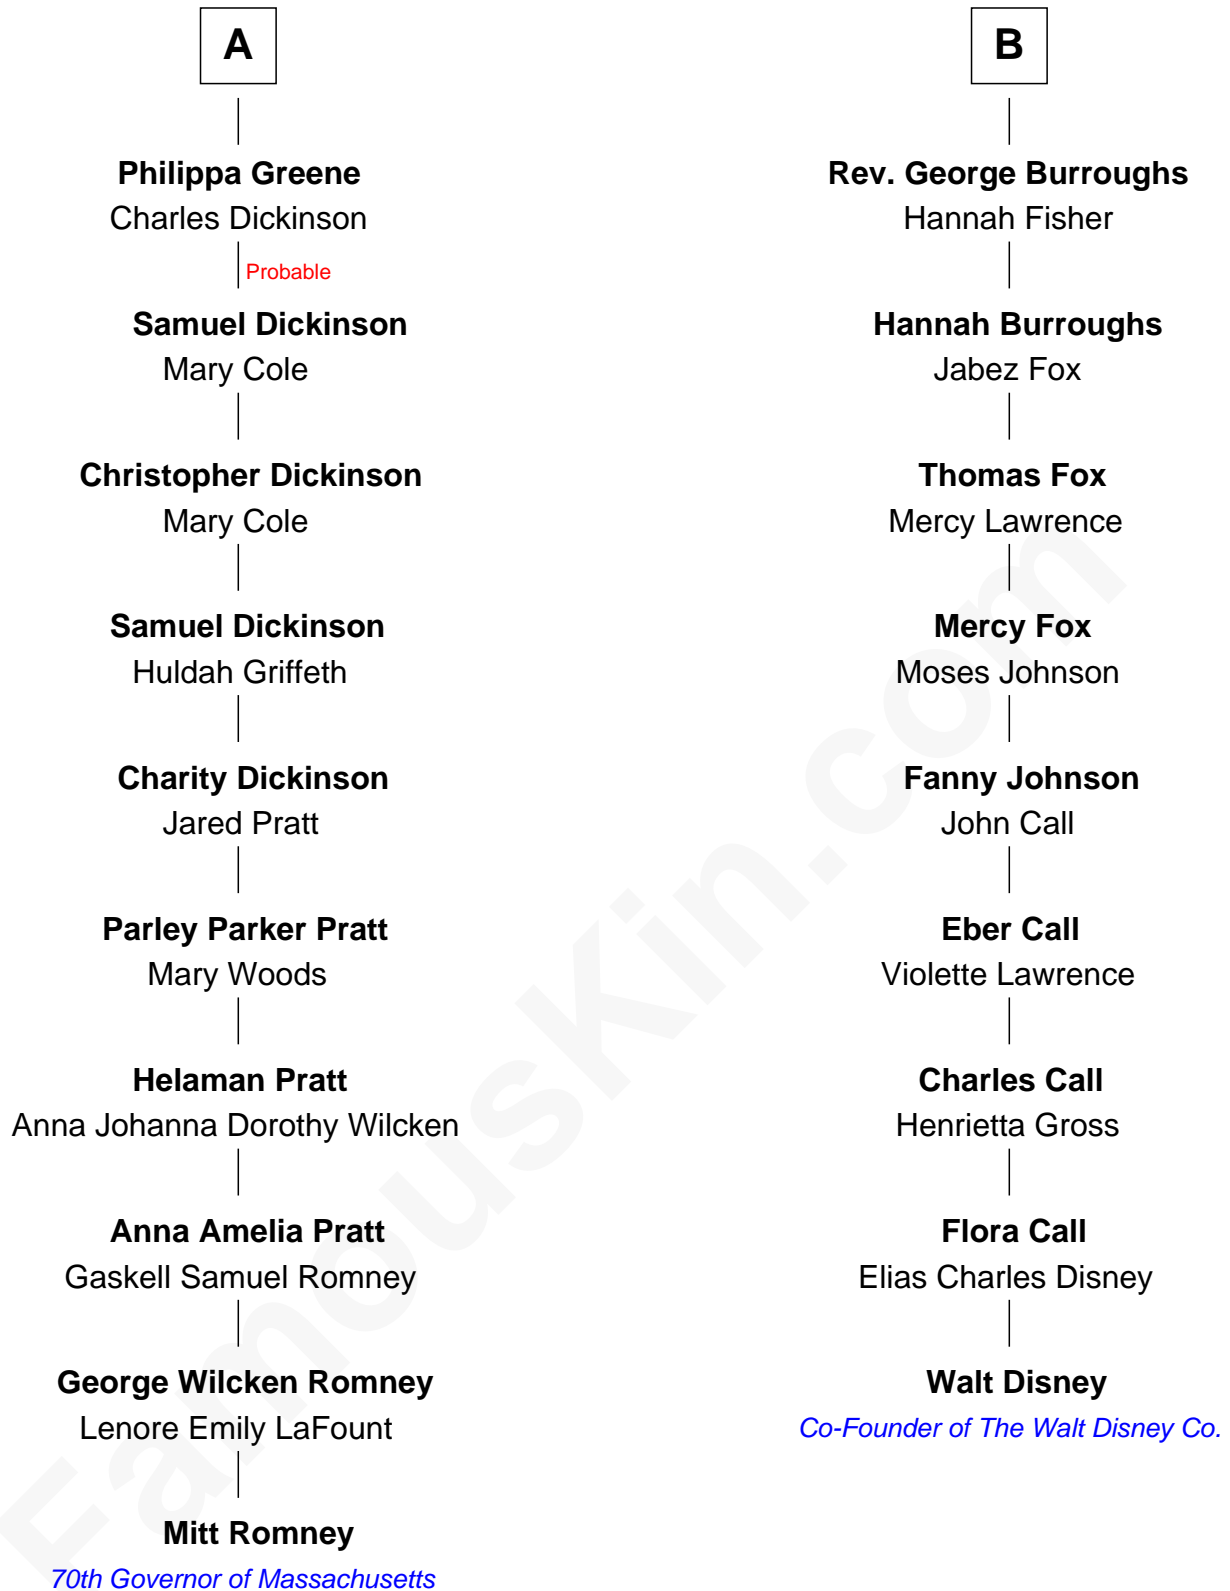 A
Philippa Greene
Charles Dickinson
Probable
Samuel Dickinson
Mary Cole
Christopher Dickinson
Mary Cole
Samuel Dickinson
Huldah Griffeth
Charity Dickinson
Jared Pratt
Parley Parker Pratt
Mary Woods
Helaman Pratt
Anna Johanna Dorothy Wilcken
Anna Amelia Pratt
Gaskell Samuel Romney
George Wilcken Romney
Lenore Emily LaFount
Mitt Romney
70th Governor of Massachusetts
B
Rev. George Burroughs
Hannah Fisher
Hannah Burroughs
Jabez Fox
Thomas Fox
Mercy Lawrence
Mercy Fox
Moses Johnson
Fanny Johnson
John Call
Eber Call
Violette Lawrence
Charles Call
Henrietta Gross
Flora Call
Elias Charles Disney
Walt Disney
Co-Founder of The Walt Disney Co.
FamousKin.com